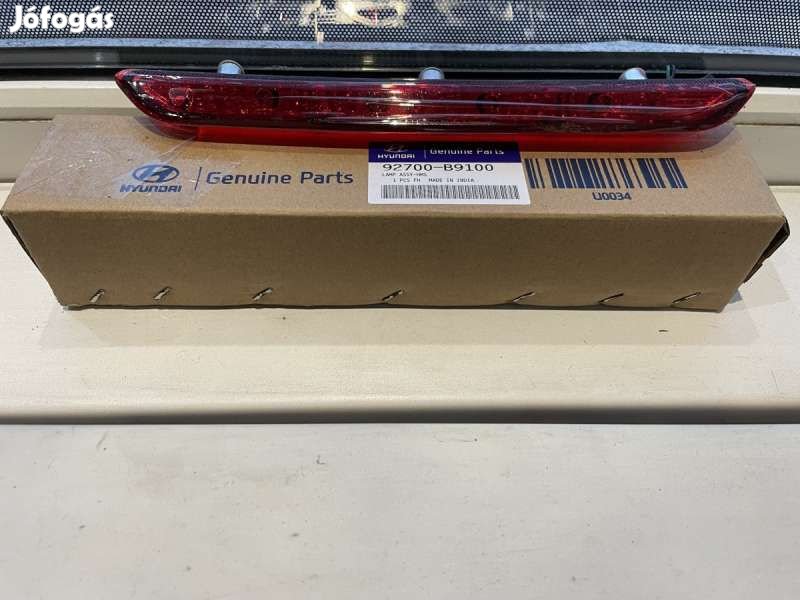 Jófogás
HYUNDAI
Genuine Parts
HYUNDAI
Genuine Parts
92700-B9100
LAMP ASSY-HMS
1 PCS FH MADE IN INDIA
U0034